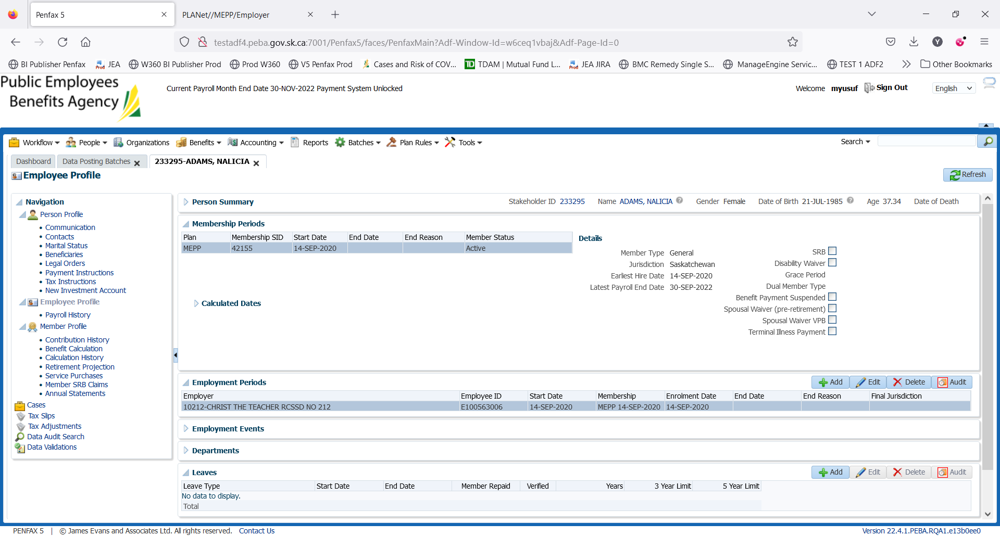 Penfax 5
PLANet//MEPP/Employer
testadf4.peba.gov.sk.ca:7001/Penfax5/faces/PenfaxMain?Adf-Window-Id=w6ceq1vbaj&Adf-Page-Id=0
Y
BI Publisher Penfax JEA W360 BI Publisher Prod Prod W360 V5 Penfax Prod Cases and Risk of COV... TDAM | Mutual Fund L... JEA JIRA BMC Remedy Single S... ManageEngine Servic... TEST 1 ADF2 Other Bookmarks
Public Employees
Benefits Agency
Current Payroll Month End Date 30-NOV-2022 Payment System Unlocked
Welcome myusuf Sign Out English
Workflow People Organizations Benefits Accounting Reports Batches Plan Rules Tools Search
Dashboard Data Posting Batches 233295-ADAMS, NALICIA
Employee Profile
Refresh
Navigation
Person Profile
Communication
Contacts
Marital Status
Beneficiaries
Legal Orders
Payment Instructions
Tax Instructions
New Investment Account
Employee Profile
Payroll History
Member Profile
Contribution History
Benefit Calculation
Calculation History
Retirement Projection
Service Purchases
Member SRB Claims
Annual Statements
Cases
Tax Slips
Tax Adjustments
Data Audit Search
Data Validations
Person Summary Stakeholder ID 233295 Name ADAMS, NALICIA Gender Female Date of Birth 21-JUL-1985 Age 37.34 Date of Death
Membership Periods
Plan Membership SID Start Date End Date End Reason Member Status
MEPP 42155 14-SEP-2020 Active
Calculated Dates
Details
Member Type General
Jurisdiction Saskatchewan
Earliest Hire Date 14-SEP-2020
Latest Payroll End Date 30-SEP-2022
SRB
Disability Waiver
Grace Period
Dual Member Type
Benefit Payment Suspended
Spousal Waiver (pre-retirement)
Spousal Waiver VPB
Terminal Illness Payment
Employment Periods Add Edit Delete Audit
Employer Employee ID Start Date Membership Enrolment Date End Date End Reason Final Jurisdiction
10212-CHRIST THE TEACHER RCSSD NO 212 E100563006 14-SEP-2020 MEPP 14-SEP-2020 14-SEP-2020
Employment Events
Departments
Leaves Add Edit Delete Audit
Leave Type Start Date End Date Member Repaid Verified Years 3 Year Limit 5 Year Limit
No data to display.
Total
PENFAX 5 | © James Evans and Associates Ltd. All rights reserved. Contact Us Version 22.4.1.PEBA.RQA1.e13b0ee0